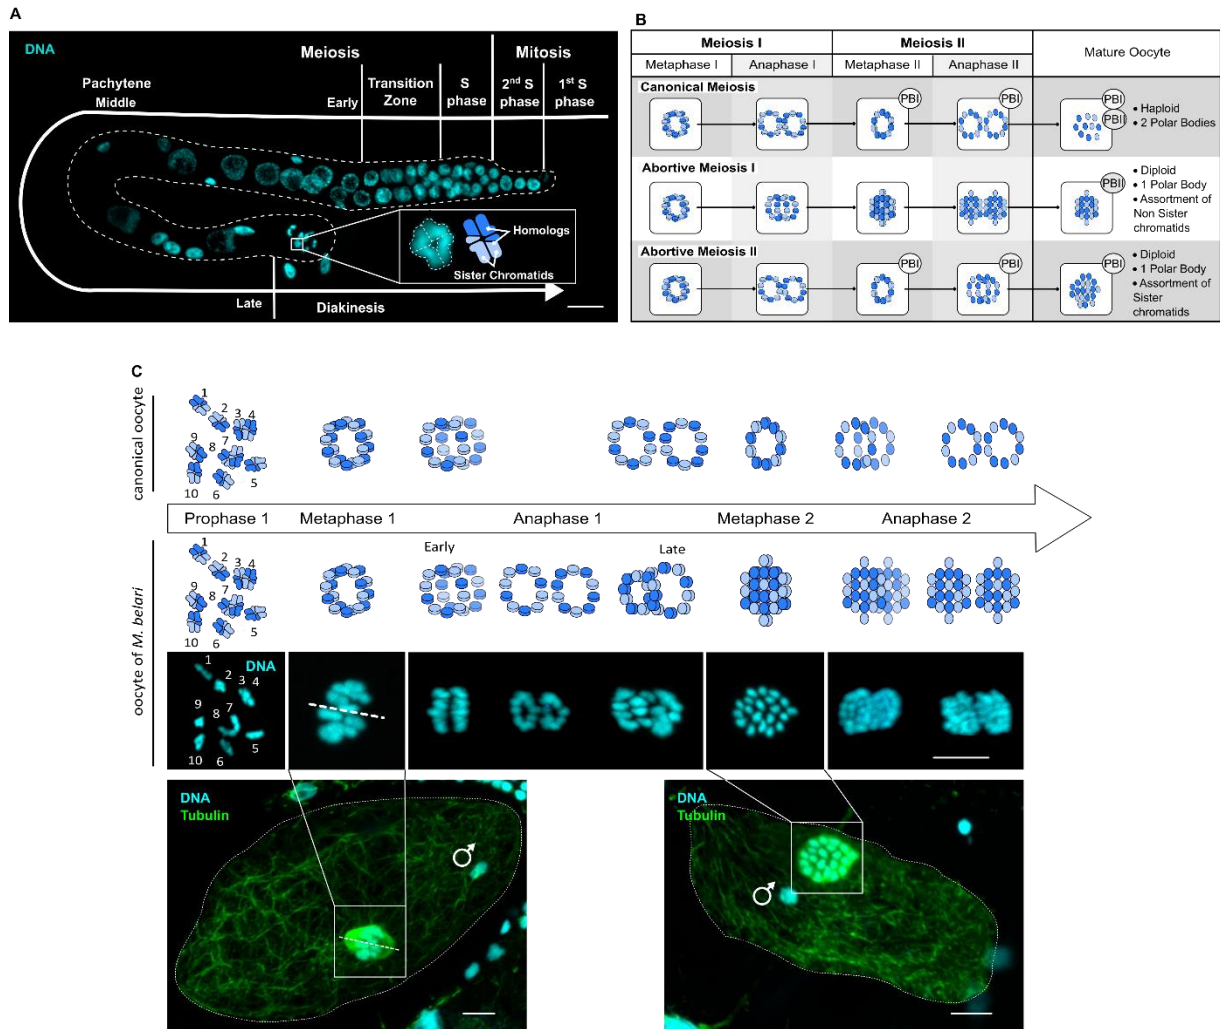 A
DNA
Meiosis
Mitosis
Pachytene
Middle
Early
Transition
Zone
S
phase
2nd S
phase
1st S
phase
Homologs
Sister Chromatids
Late
Diakinesis
B
Meiosis I
Meiosis II
Mature Oocyte
Metaphase I
Anaphase I
Metaphase II
Anaphase II
Canonical Meiosis
PBI
PBI
PBI
PBII
• Haploid
• 2 Polar Bodies
Abortive Meiosis I
PBII
• Diploid
• 1 Polar Body
• Assortment of
Non Sister
chromatids
Abortive Meiosis II
PBI
PBI
PBI
• Diploid
• 1 Polar Body
• Assortment of
Sister
chromatids
C
canonical oocyte
1
2
3 4
9
8
7
10
6
5
Prophase 1
Metaphase 1
Anaphase 1
Metaphase 2
Anaphase 2
oocyte of M. belari
Early
Late
1
2
3 4
9
8
7
10
6
5
DNA
1
2
3
4
9
8
7
10
6
5
DNA
Tubulin
♂
DNA
Tubulin
♂